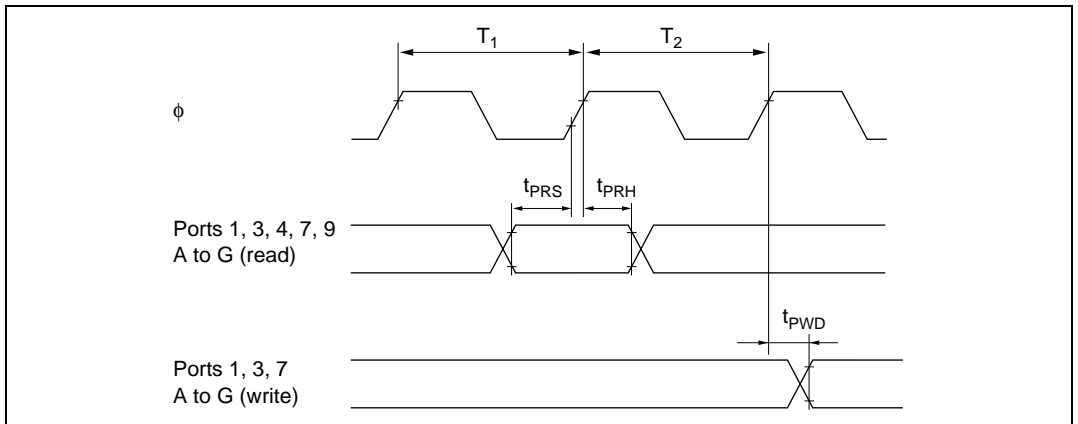 T1 T2
ϕ
tPRS tPRH
Ports 1, 3, 4, 7, 9
A to G (read)
tPWD
Ports 1, 3, 7
A to G (write)